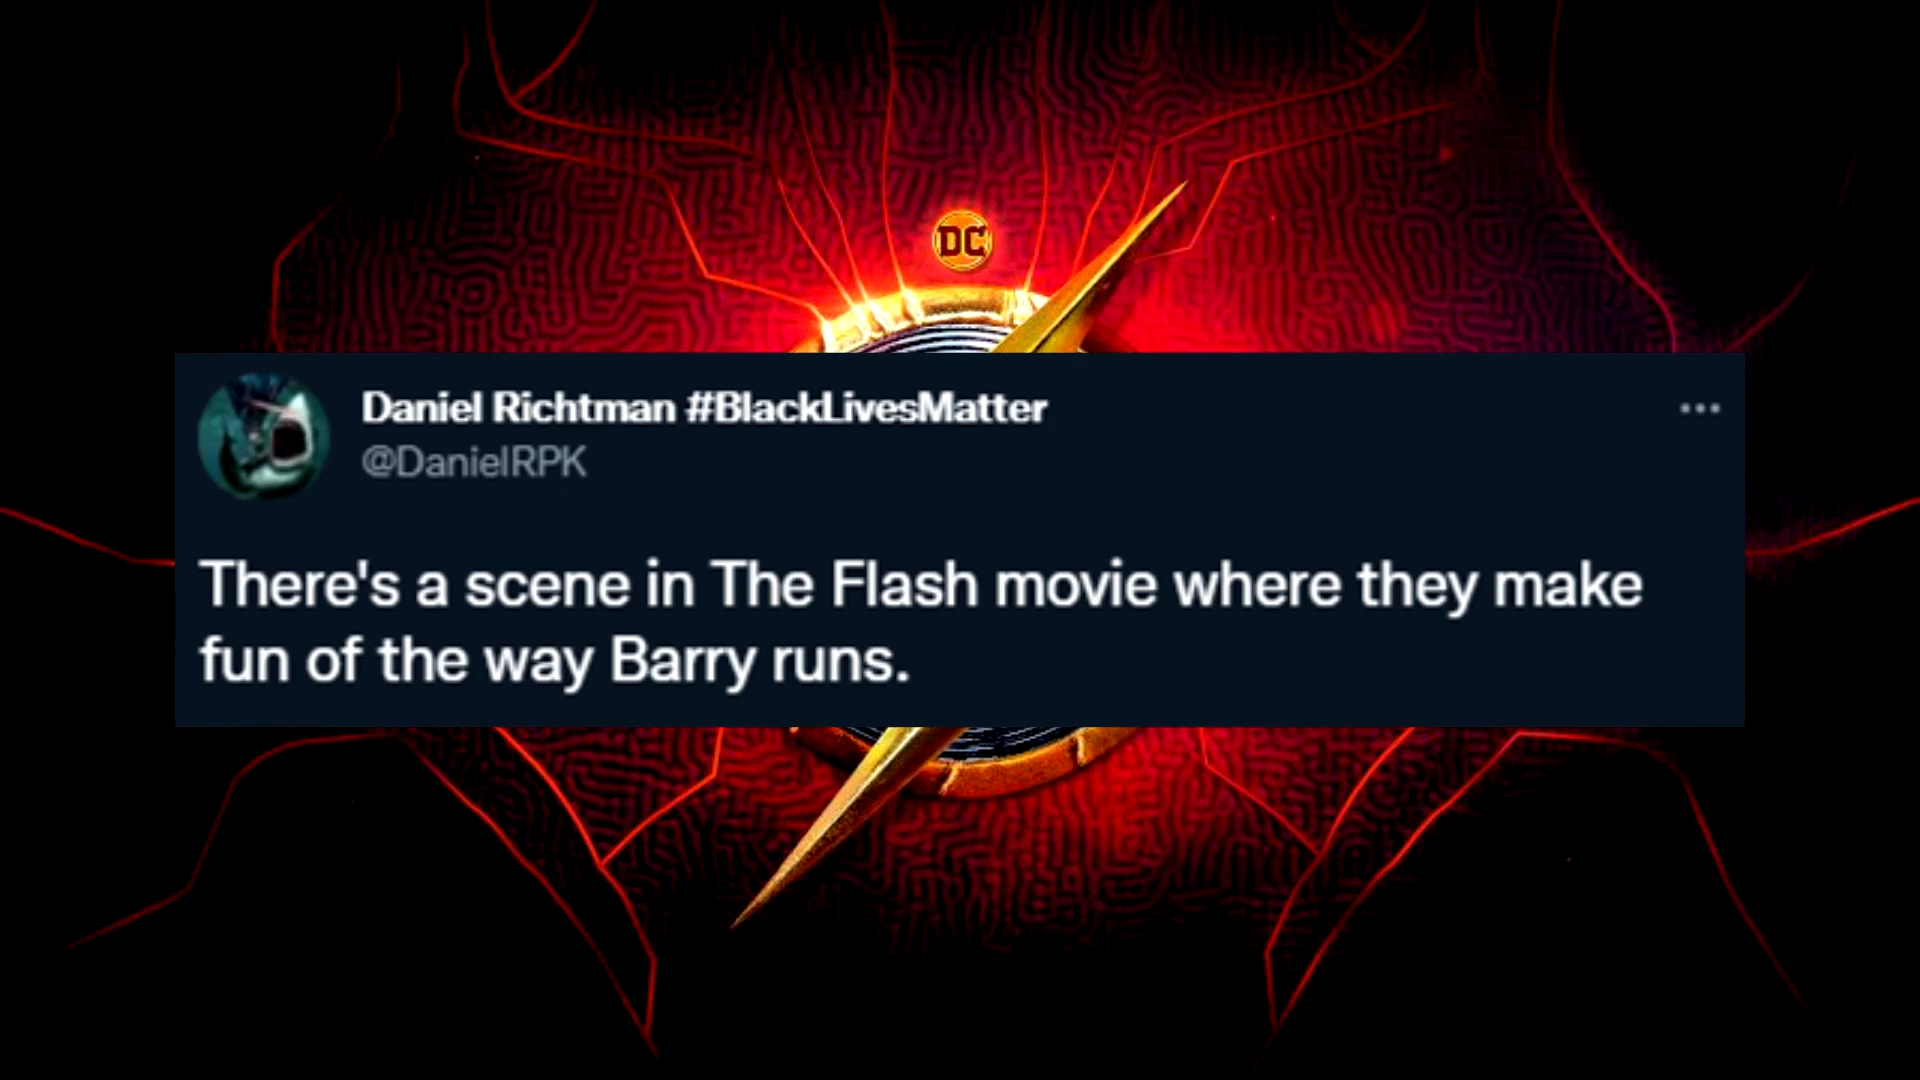 DC
Daniel Richtman #BlackLivesMatter
@DanielRPK
There's a scene in The Flash movie where they make
fun of the way Barry runs.